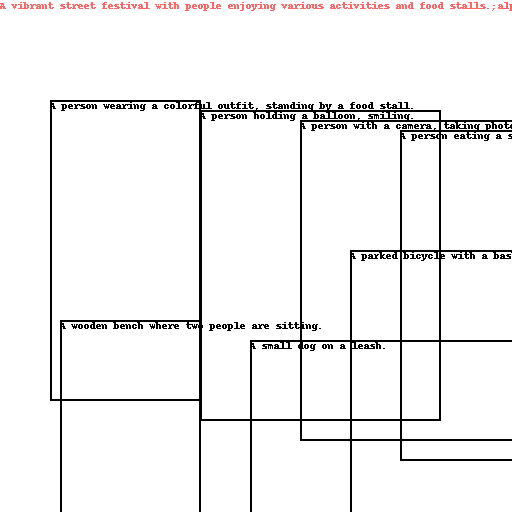 A vibrant street festival with people enjoying various activities and food stalls.;alp
A person wearing a colorful outfit, standing by a food stall.
A person holding a balloon, smiling.
A person with a camera, taking photo
A person eating a s
A parked bicycle with a bas
A wooden bench where two people are sitting.
A small dog on a leash.